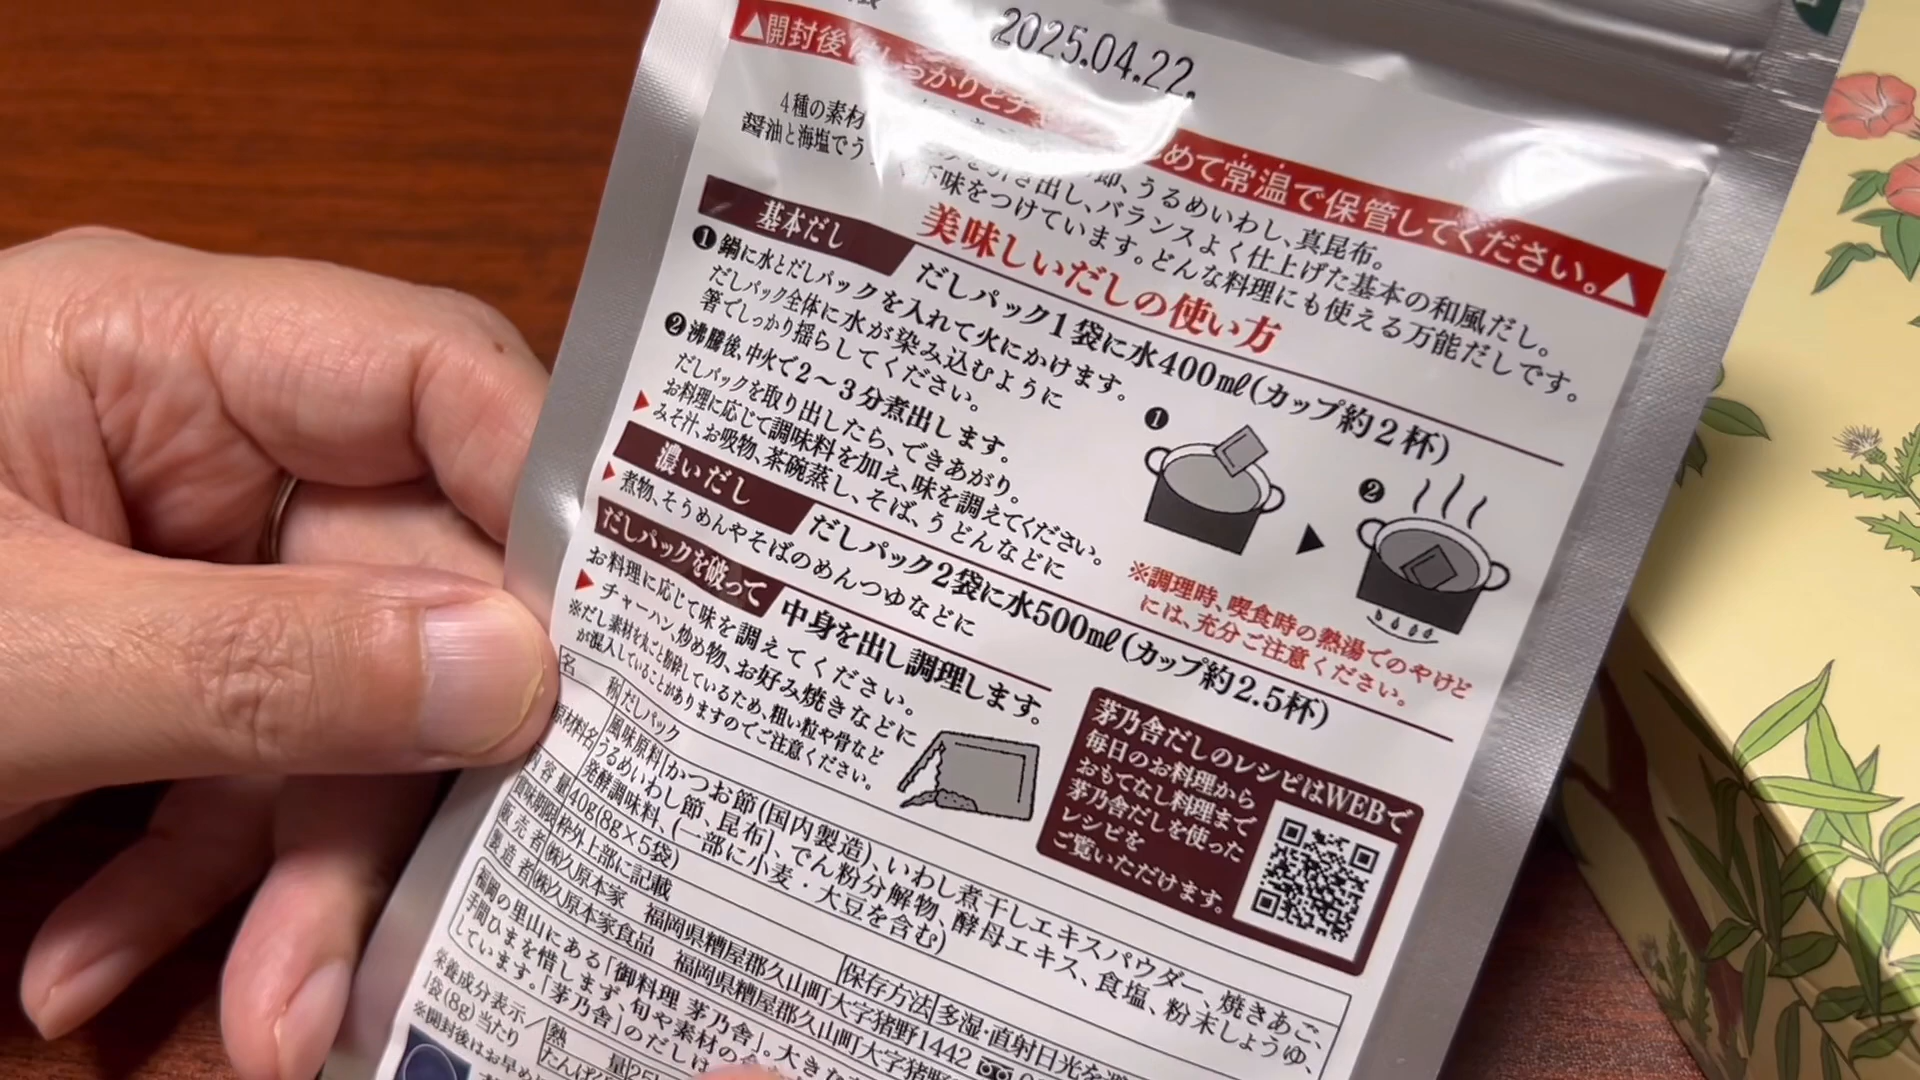 2025.04.22.
▲開封後はしっかりとチ めて常温で保管してください。▲
4種の素材 節、うるめいわし、真昆布。
を引き出し、バランスよく仕上げた基本の和風だし。
醤油と海塩でう 下味をつけています。どんな料理にも使える万能だしです。
美味しいだしの使い方
基本だし だしパック1袋に水400mℓ(カップ約2杯)
❶鍋に水とだしパックを入れて火にかけます。
だしパック全体に水が染み込むように
箸でしっかり揺らしてください。
❷沸騰後、中火で2〜3分煮出します。
だしパックを取り出したら、できあがり。
お料理に応じて調味料を加え、味を調えてください。
▶みそ汁、お吸物、茶碗蒸し、そば、うどんなどに
❶
❷
※調理時、喫食時の熱湯でのやけど
には、充分ご注意ください。
濃いだし だしパック2袋に水500mℓ(カップ約2.5杯)
▶煮物、そうめんやそばのめんつゆなどに
だしパックを破って 中身を出し調理します。
お料理に応じて味を調えてください。
▶チャーハン、炒め物、お好み焼きなどに
※だし素材を丸ごと粉砕しているため、粗い粒や骨など
が混入していることがありますのでご注意ください。
茅乃舎だしのレシピはWEBで
毎日のお料理から
おもてなし料理まで
茅乃舎だしを使った
レシピを
ご覧いただけます。
名 称 だしパック
原材料名 風味原料[かつお節(国内製造)、いわし煮干しエキスパウダー、焼きあご、
うるめいわし節、昆布]、でん粉分解物、酵母エキス、食塩、粉末しょうゆ、
発酵調味料、(一部に小麦・大豆を含む)
内容量 40g(8g×5袋)
保存方法 多湿・直射日光を避
賞味期限 枠外上部に記載
販売者 ㈱久原本家 福岡県糟屋郡久山町大字猪野1442
製造者 ㈱久原本家食品 福岡県糟屋郡久山町大字猪野
福岡の里山にある「御料理 茅乃舎」。大きな
手間ひまを惜しまず、旬や素材の
しています。「茅乃舎」のだしは
栄養成分表示/
1袋(8g)当たり
熱 量
たんぱく
※開封後はお早め